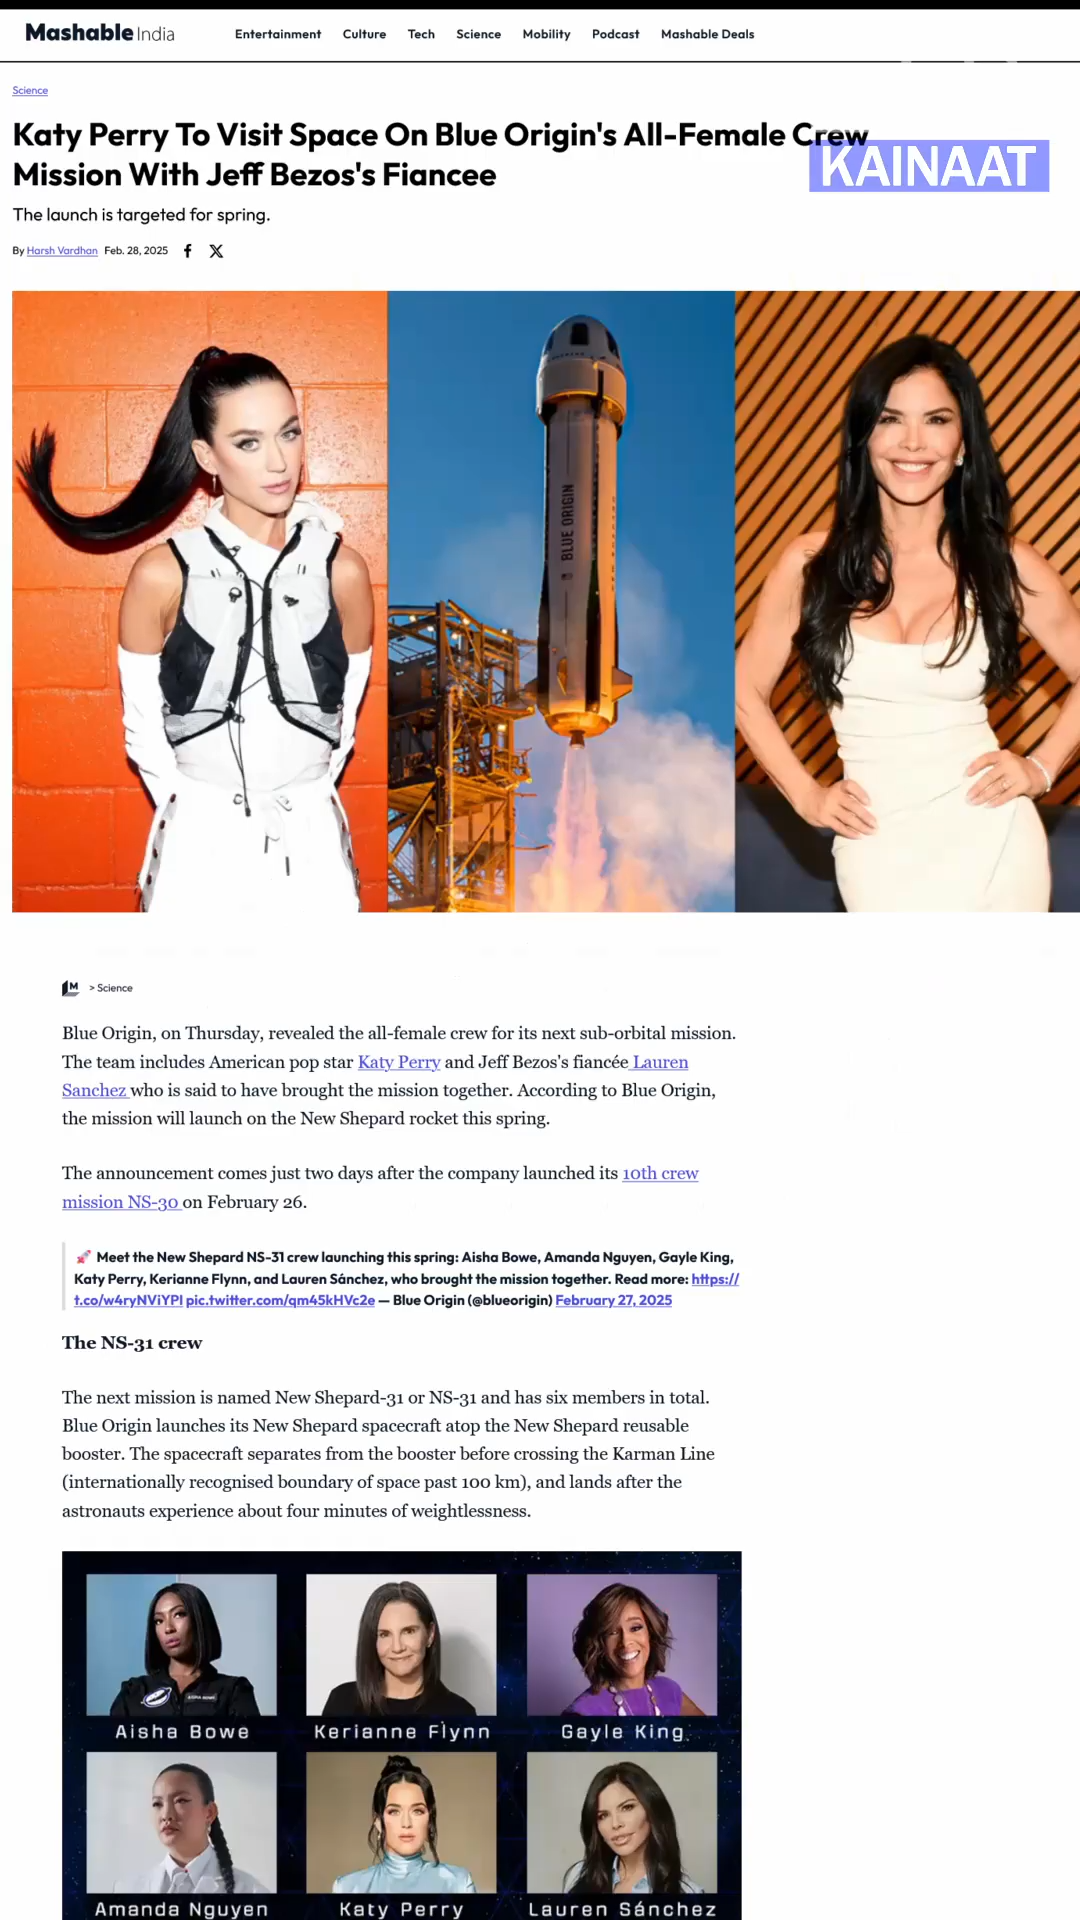 Mashable India
Entertainment Culture Tech Science Mobility Podcast Mashable Deals
Science
Katy Perry To Visit Space On Blue Origin's All-Female Crew
Mission With Jeff Bezos's Fiancee
KAINAAT
The launch is targeted for spring.
By Harsh Vardhan Feb. 28, 2025
BLUE ORIGIN
M > Science
Blue Origin, on Thursday, revealed the all-female crew for its next sub-orbital mission.
The team includes American pop star Katy Perry and Jeff Bezos's fiancée Lauren
Sanchez who is said to have brought the mission together. According to Blue Origin,
the mission will launch on the New Shepard rocket this spring.
The announcement comes just two days after the company launched its 10th crew
mission NS-30 on February 26.
🚀 Meet the New Shepard NS-31 crew launching this spring: Aisha Bowe, Amanda Nguyen, Gayle King,
Katy Perry, Kerianne Flynn, and Lauren Sánchez, who brought the mission together. Read more: https://
t.co/w4ryNViYPl pic.twitter.com/qm45kHVc2e — Blue Origin (@blueorigin) February 27, 2025
The NS-31 crew
The next mission is named New Shepard-31 or NS-31 and has six members in total.
Blue Origin launches its New Shepard spacecraft atop the New Shepard reusable
booster. The spacecraft separates from the booster before crossing the Karman Line
(internationally recognised boundary of space past 100 km), and lands after the
astronauts experience about four minutes of weightlessness.
Aisha Bowe Kerianne Flynn Gayle King
Amanda Nguyen Katy Perry Lauren Sánchez